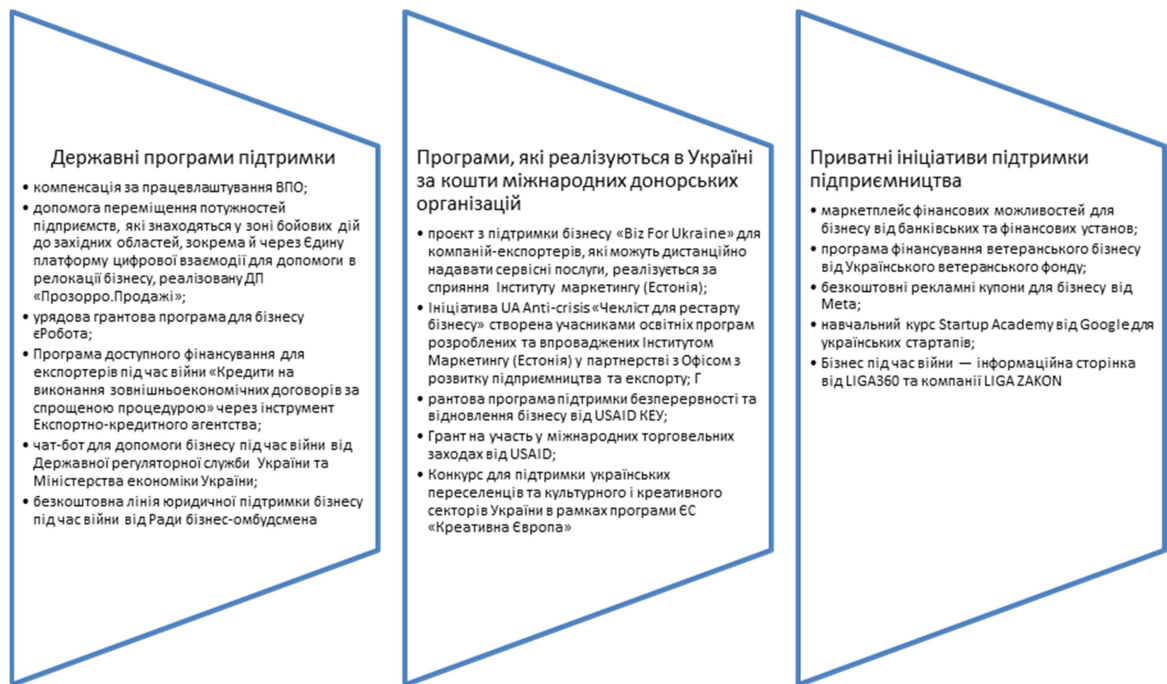 Державні програми підтримки
• компенсація за працевлаштування ВПО;
• допомога переміщення потужностей
підприємств, які знаходяться у зоні бойових дій
до західних областей, зокрема й через Єдину
платформу цифрової взаємодії для допомоги в
релокації бізнесу, реалізовану ДП
«Прозорро.Продажі»;
• урядова грантова програма для бізнесу
єРобота;
• Програма доступного фінансування для
експортерів під час війни «Кредити на
виконання зовнішньоекономічних договорів за
спрощеною процедурою» через інструмент
Експортно-кредитного агентства;
• чат-бот для допомоги бізнесу під час війни від
Державної регуляторної служби України та
Міністерства економіки України;
• безкоштовна лінія юридичної підтримки бізнесу
під час війни від Ради бізнес-омбудсмена
Програми, які реалізуються в Україні
за кошти міжнародних донорських
організацій
• проєкт з підтримки бізнесу «Biz For Ukraine» для
компаній-експортерів, які можуть дистанційно
надавати сервісні послуги, реалізується за
сприяння Інституту маркетингу (Естонія);
• Ініціатива UA Anti-crisis «Чекліст для рестарту
бізнесу» створена учасниками освітніх програм
розроблених та впроваджених Інститутом
Маркетингу (Естонія) у партнерстві з Офісом з
розвитку підприємництва та експорту; Г
• рантова програма підтримки безперервності та
відновлення бізнесу від USAID КЕУ;
• Грант на участь у міжнародних торговельних
заходах від USAID;
• Конкурс для підтримки українських
переселенців та культурного і креативного
секторів України в рамках програми ЄС
«Креативна Європа»
Приватні ініціативи підтримки
підприємництва
• маркетплейс фінансових можливостей для
бізнесу від банківських та фінансових установ;
• програма фінансування ветеранського бізнесу
від Українського ветеранського фонду;
• безкоштовні рекламні купони для бізнесу від
Meta;
• навчальний курс Startup Academy від Google для
українських стартапів;
• Бізнес під час війни — інформаційна сторінка
від LIGA360 та компанії LIGA ZAKON